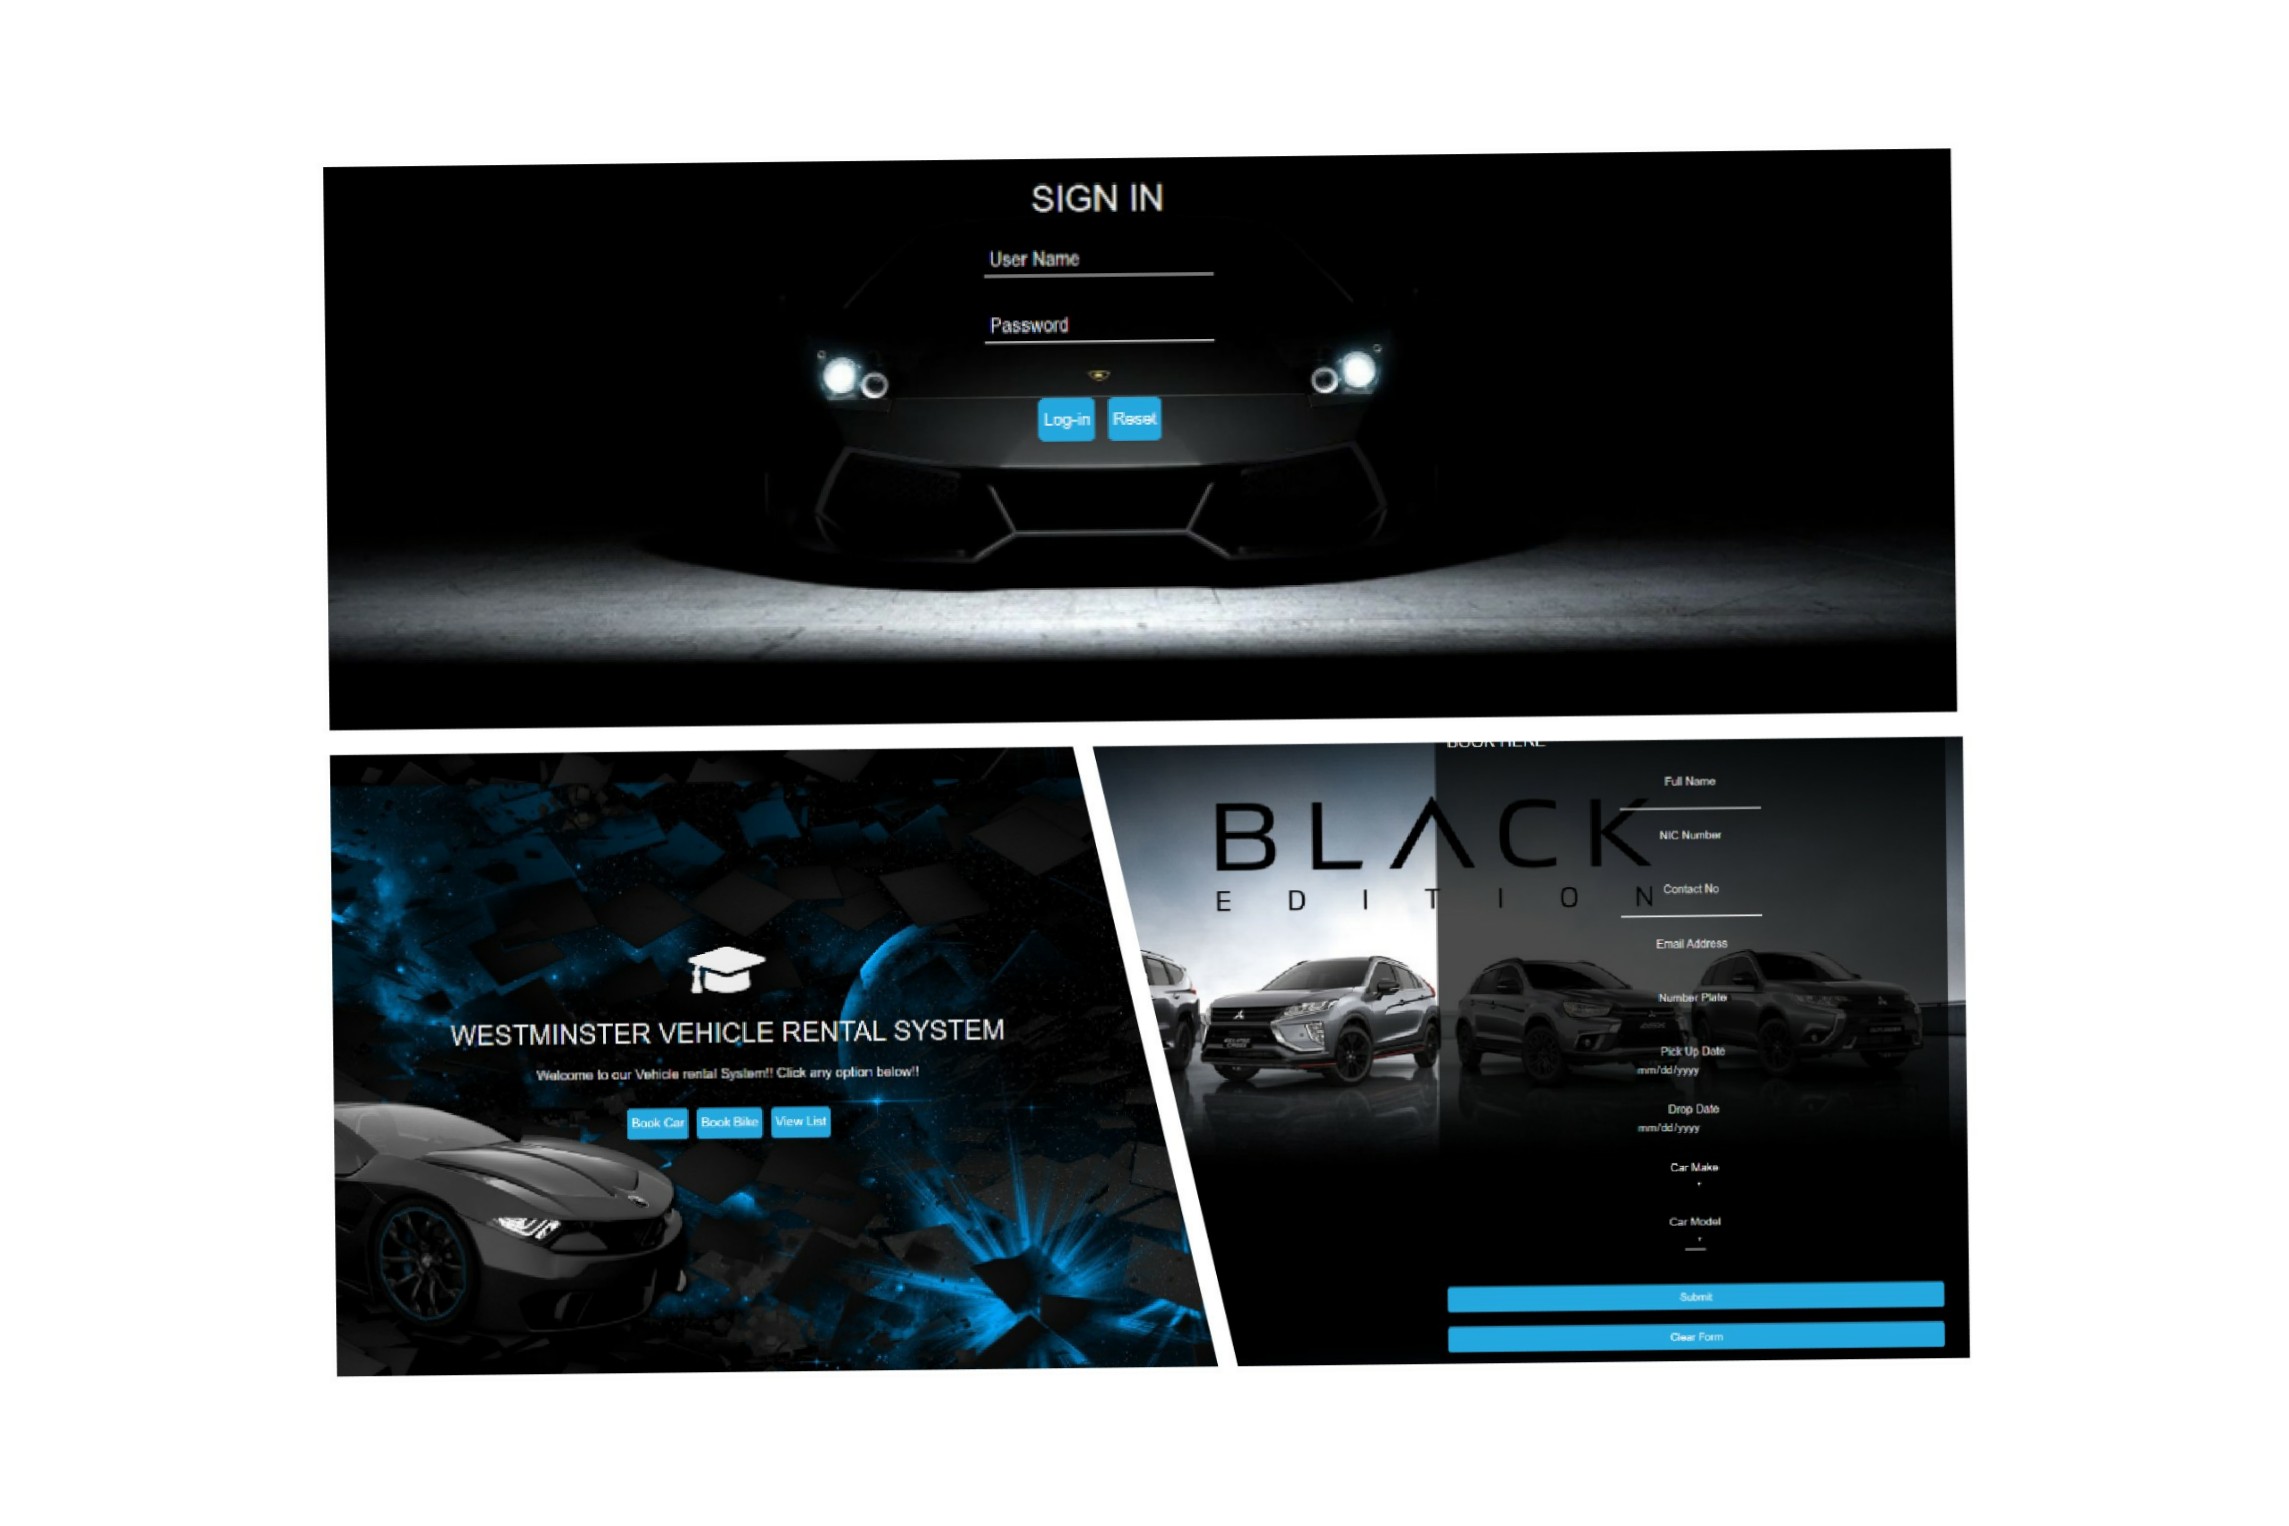 SIGN IN
User Name
Password
Log-in Reset
WESTMINSTER VEHICLE RENTAL SYSTEM
Welcome to our Vehicle rental System!! Click any option below!!
Book Car Book Bike View List
BOOK HERE
BLACK
EDITION
Full Name
NIC Number
Contact No
Email Address
Number Plate
Pick Up Date
mm/dd/yyyy
Drop Date
mm/dd/yyyy
Car Make
Car Model
Submit
Clear Form